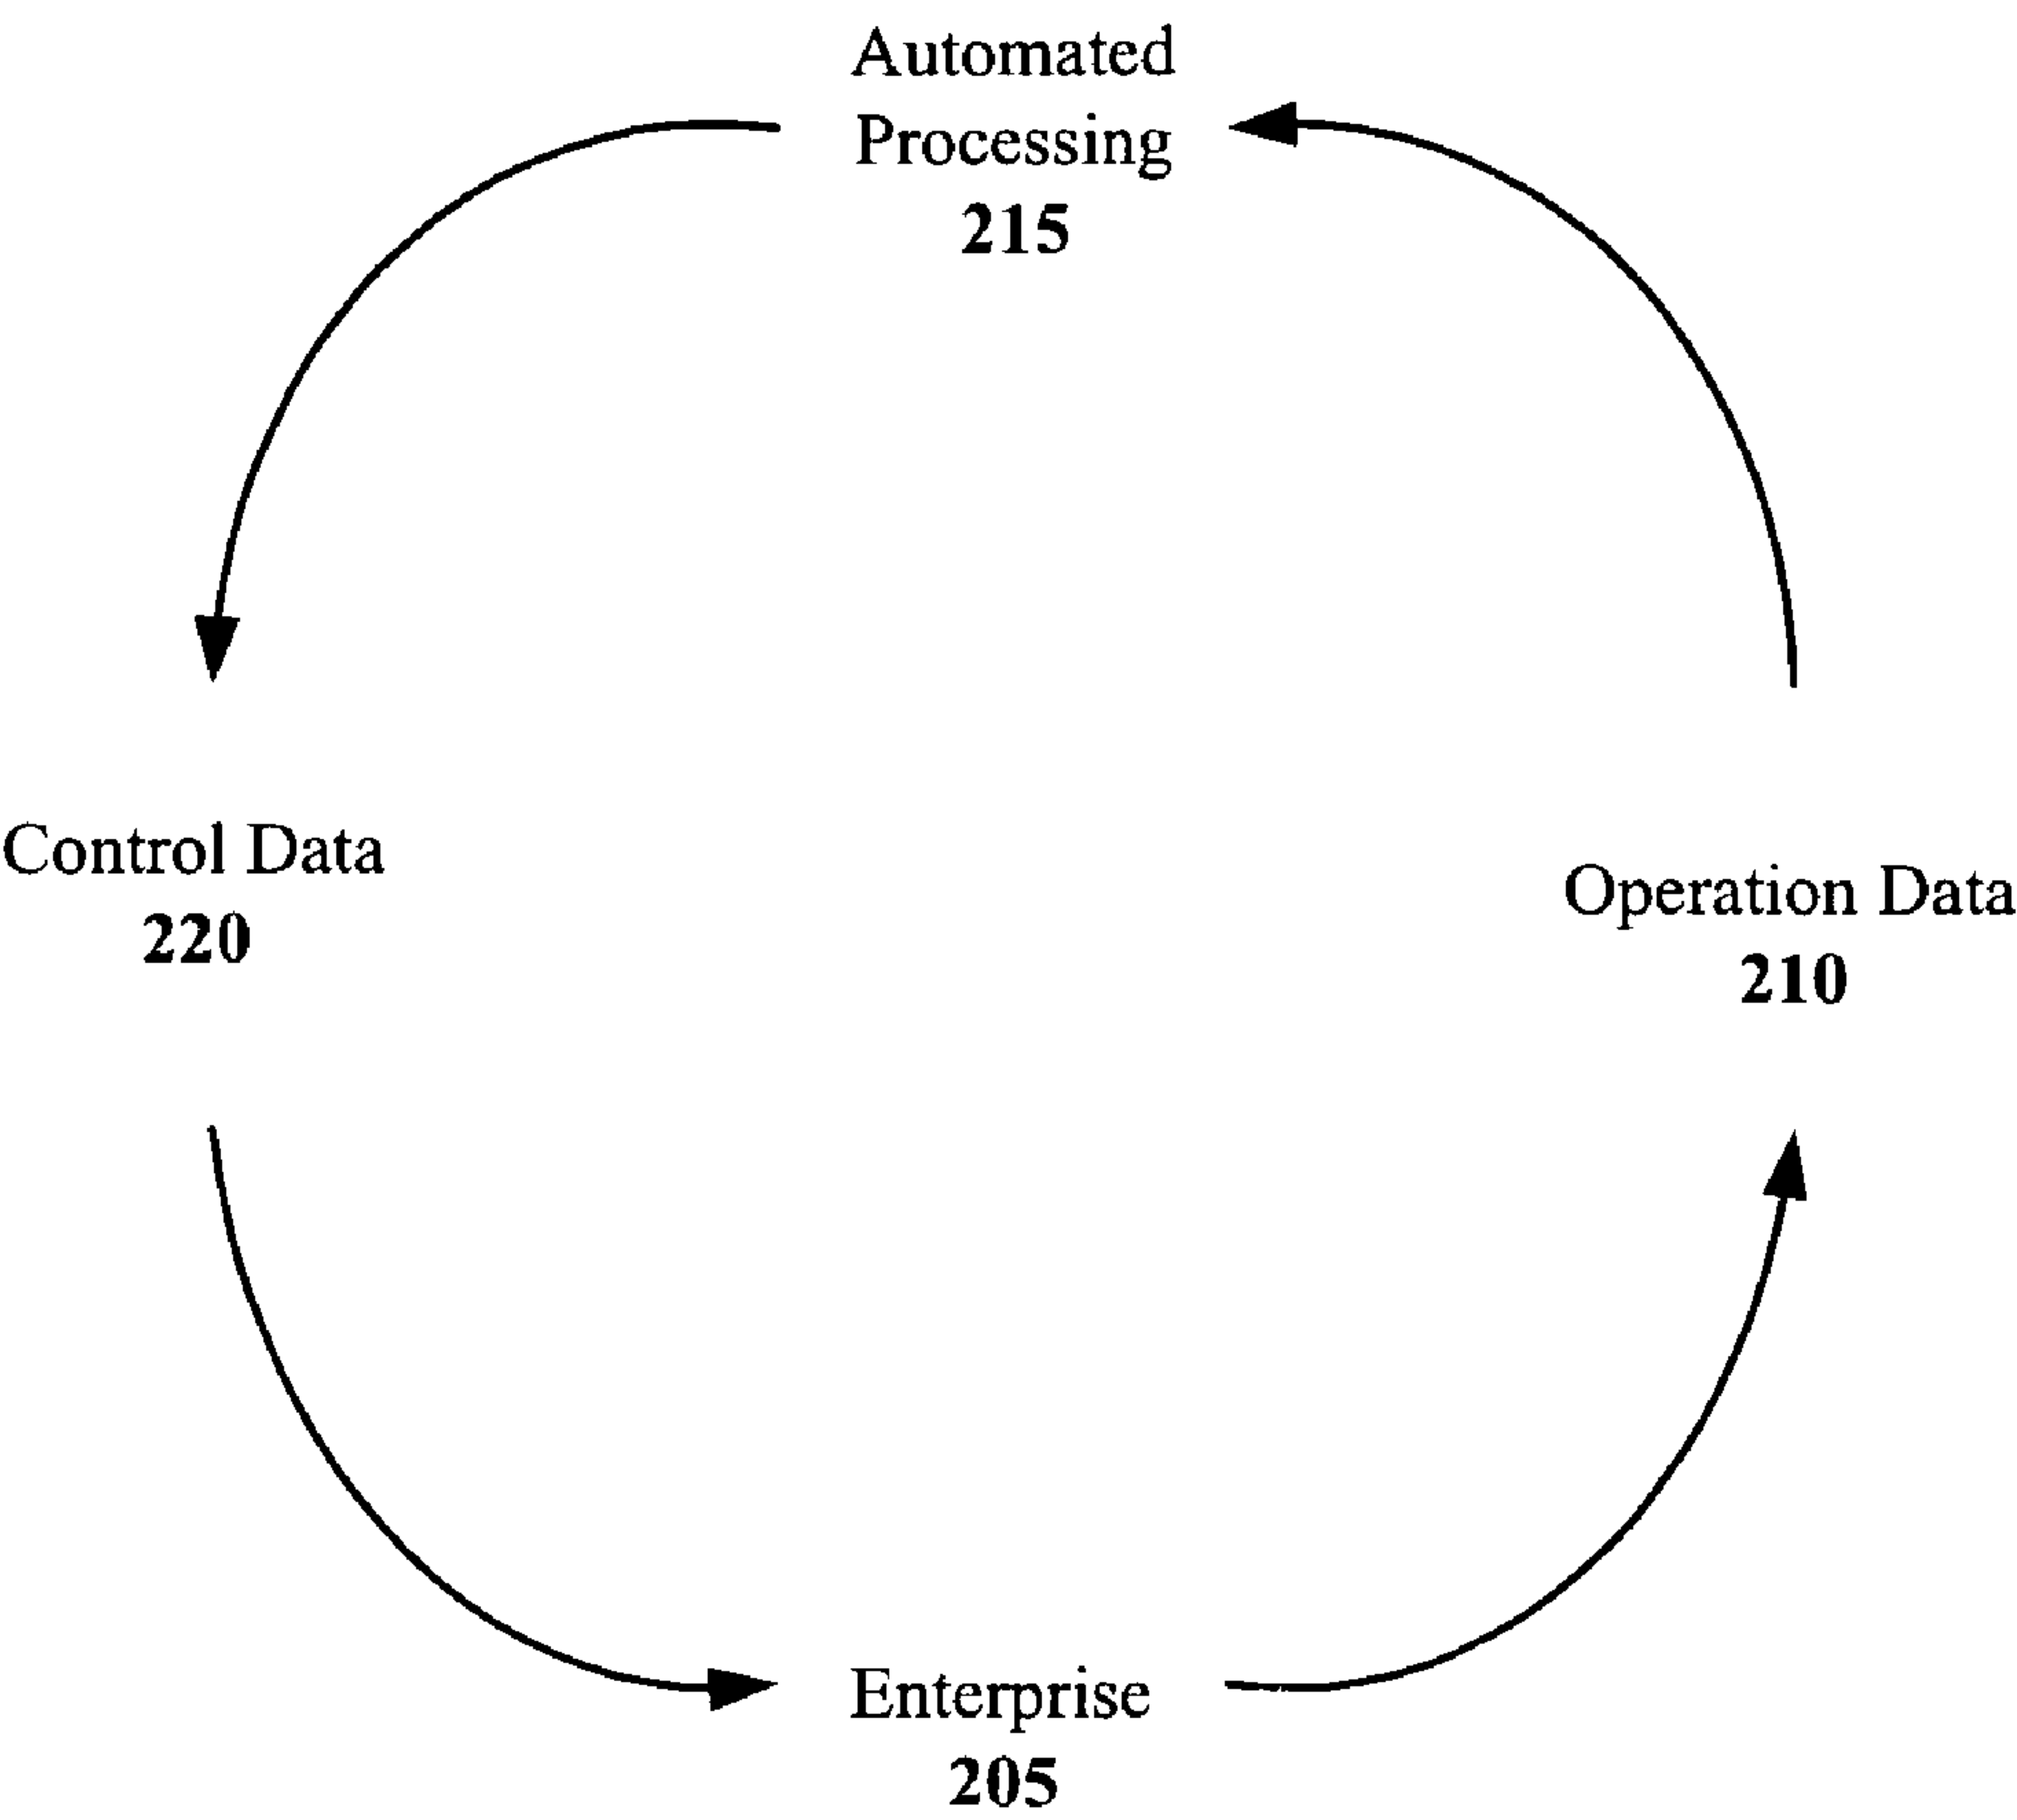 Automated
Processing
215
Control Data
220
Operation Data
210
Enterprise
205